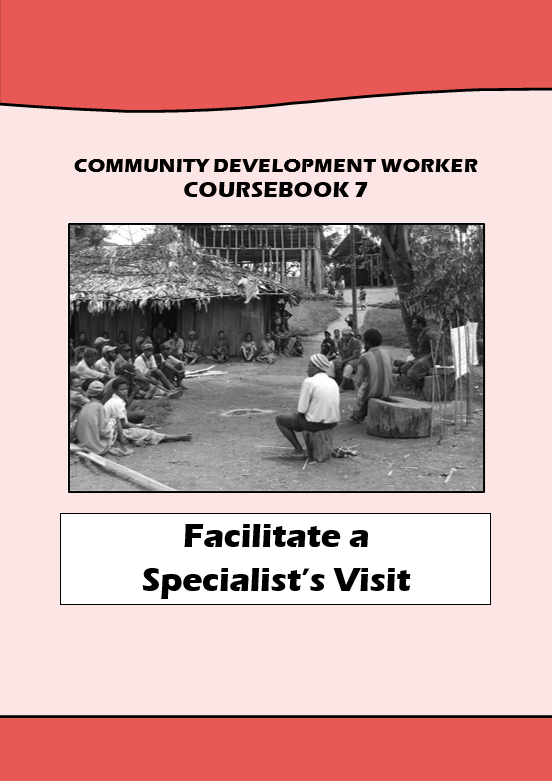 COMMUNITY DEVELOPMENT WORKER
COURSEBOOK 7
Facilitate a
Specialist’s Visit